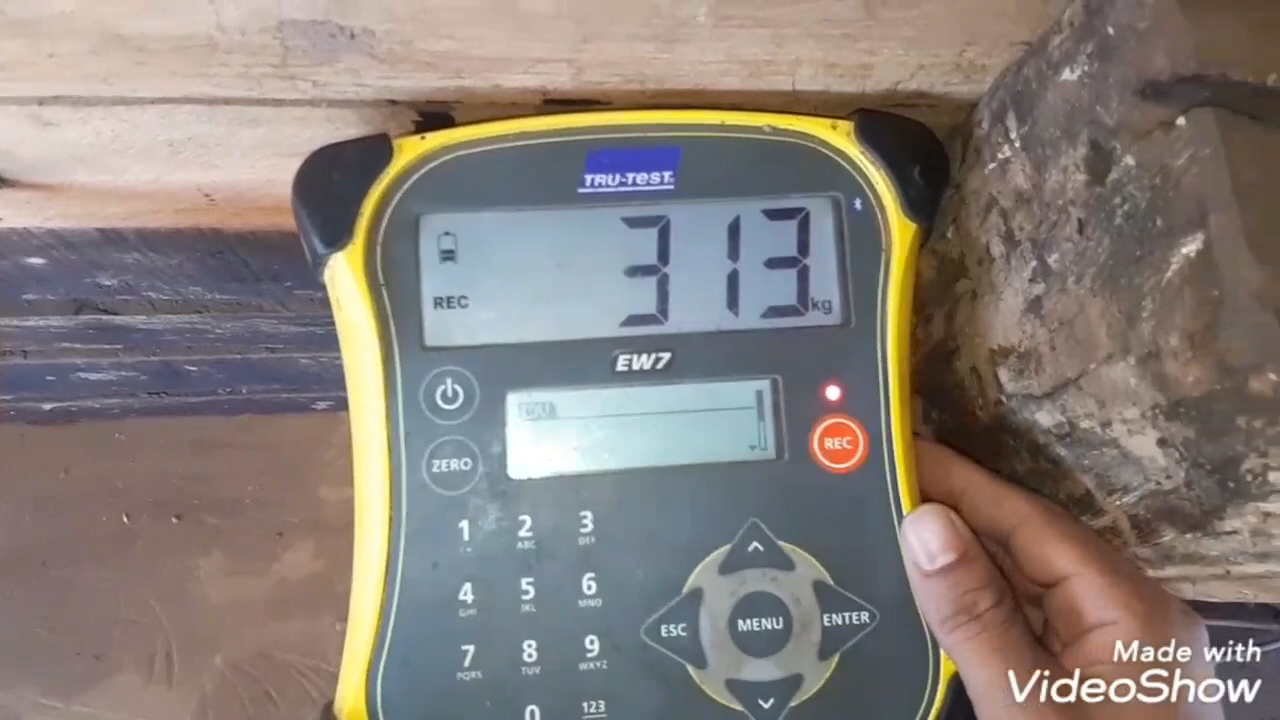 TRU-TEST
313 kg
REC
EW7
REC
ZERO
1 2 ABC 3 DEF
4 GHI 5 JKL 6 MNO
ESC MENU ENTER
7 PQRS 8 TUV 9 WXYZ
0 123
Made with
VideoShow